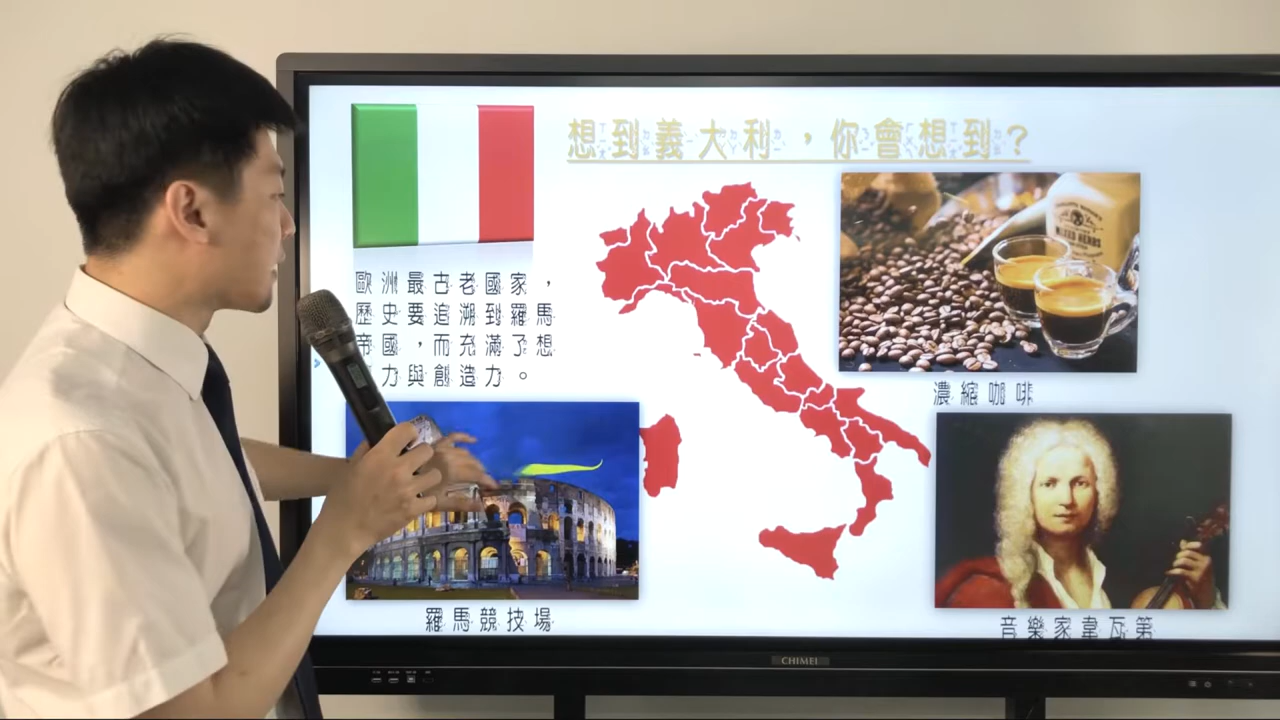 想到義大利，你會想到？
歐洲最古老國家，
歷史要追溯到羅馬
帝國，而充滿了想
力與創造力。
濃縮咖啡
羅馬競技場
音樂家韋瓦第
CHIMEI